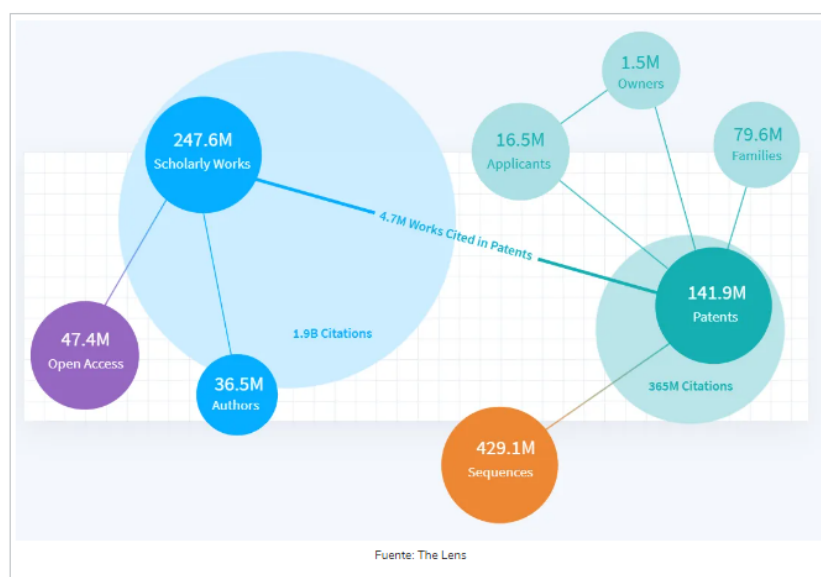 1.5M
Owners
247.6M
Scholarly Works
16.5M
Applicants
79.6M
Families
4.7M Works Cited in Patents
141.9M
Patents
47.4M
Open Access
1.9B Citations
36.5M
Authors
365M Citations
429.1M
Sequences
Fuente: The Lens